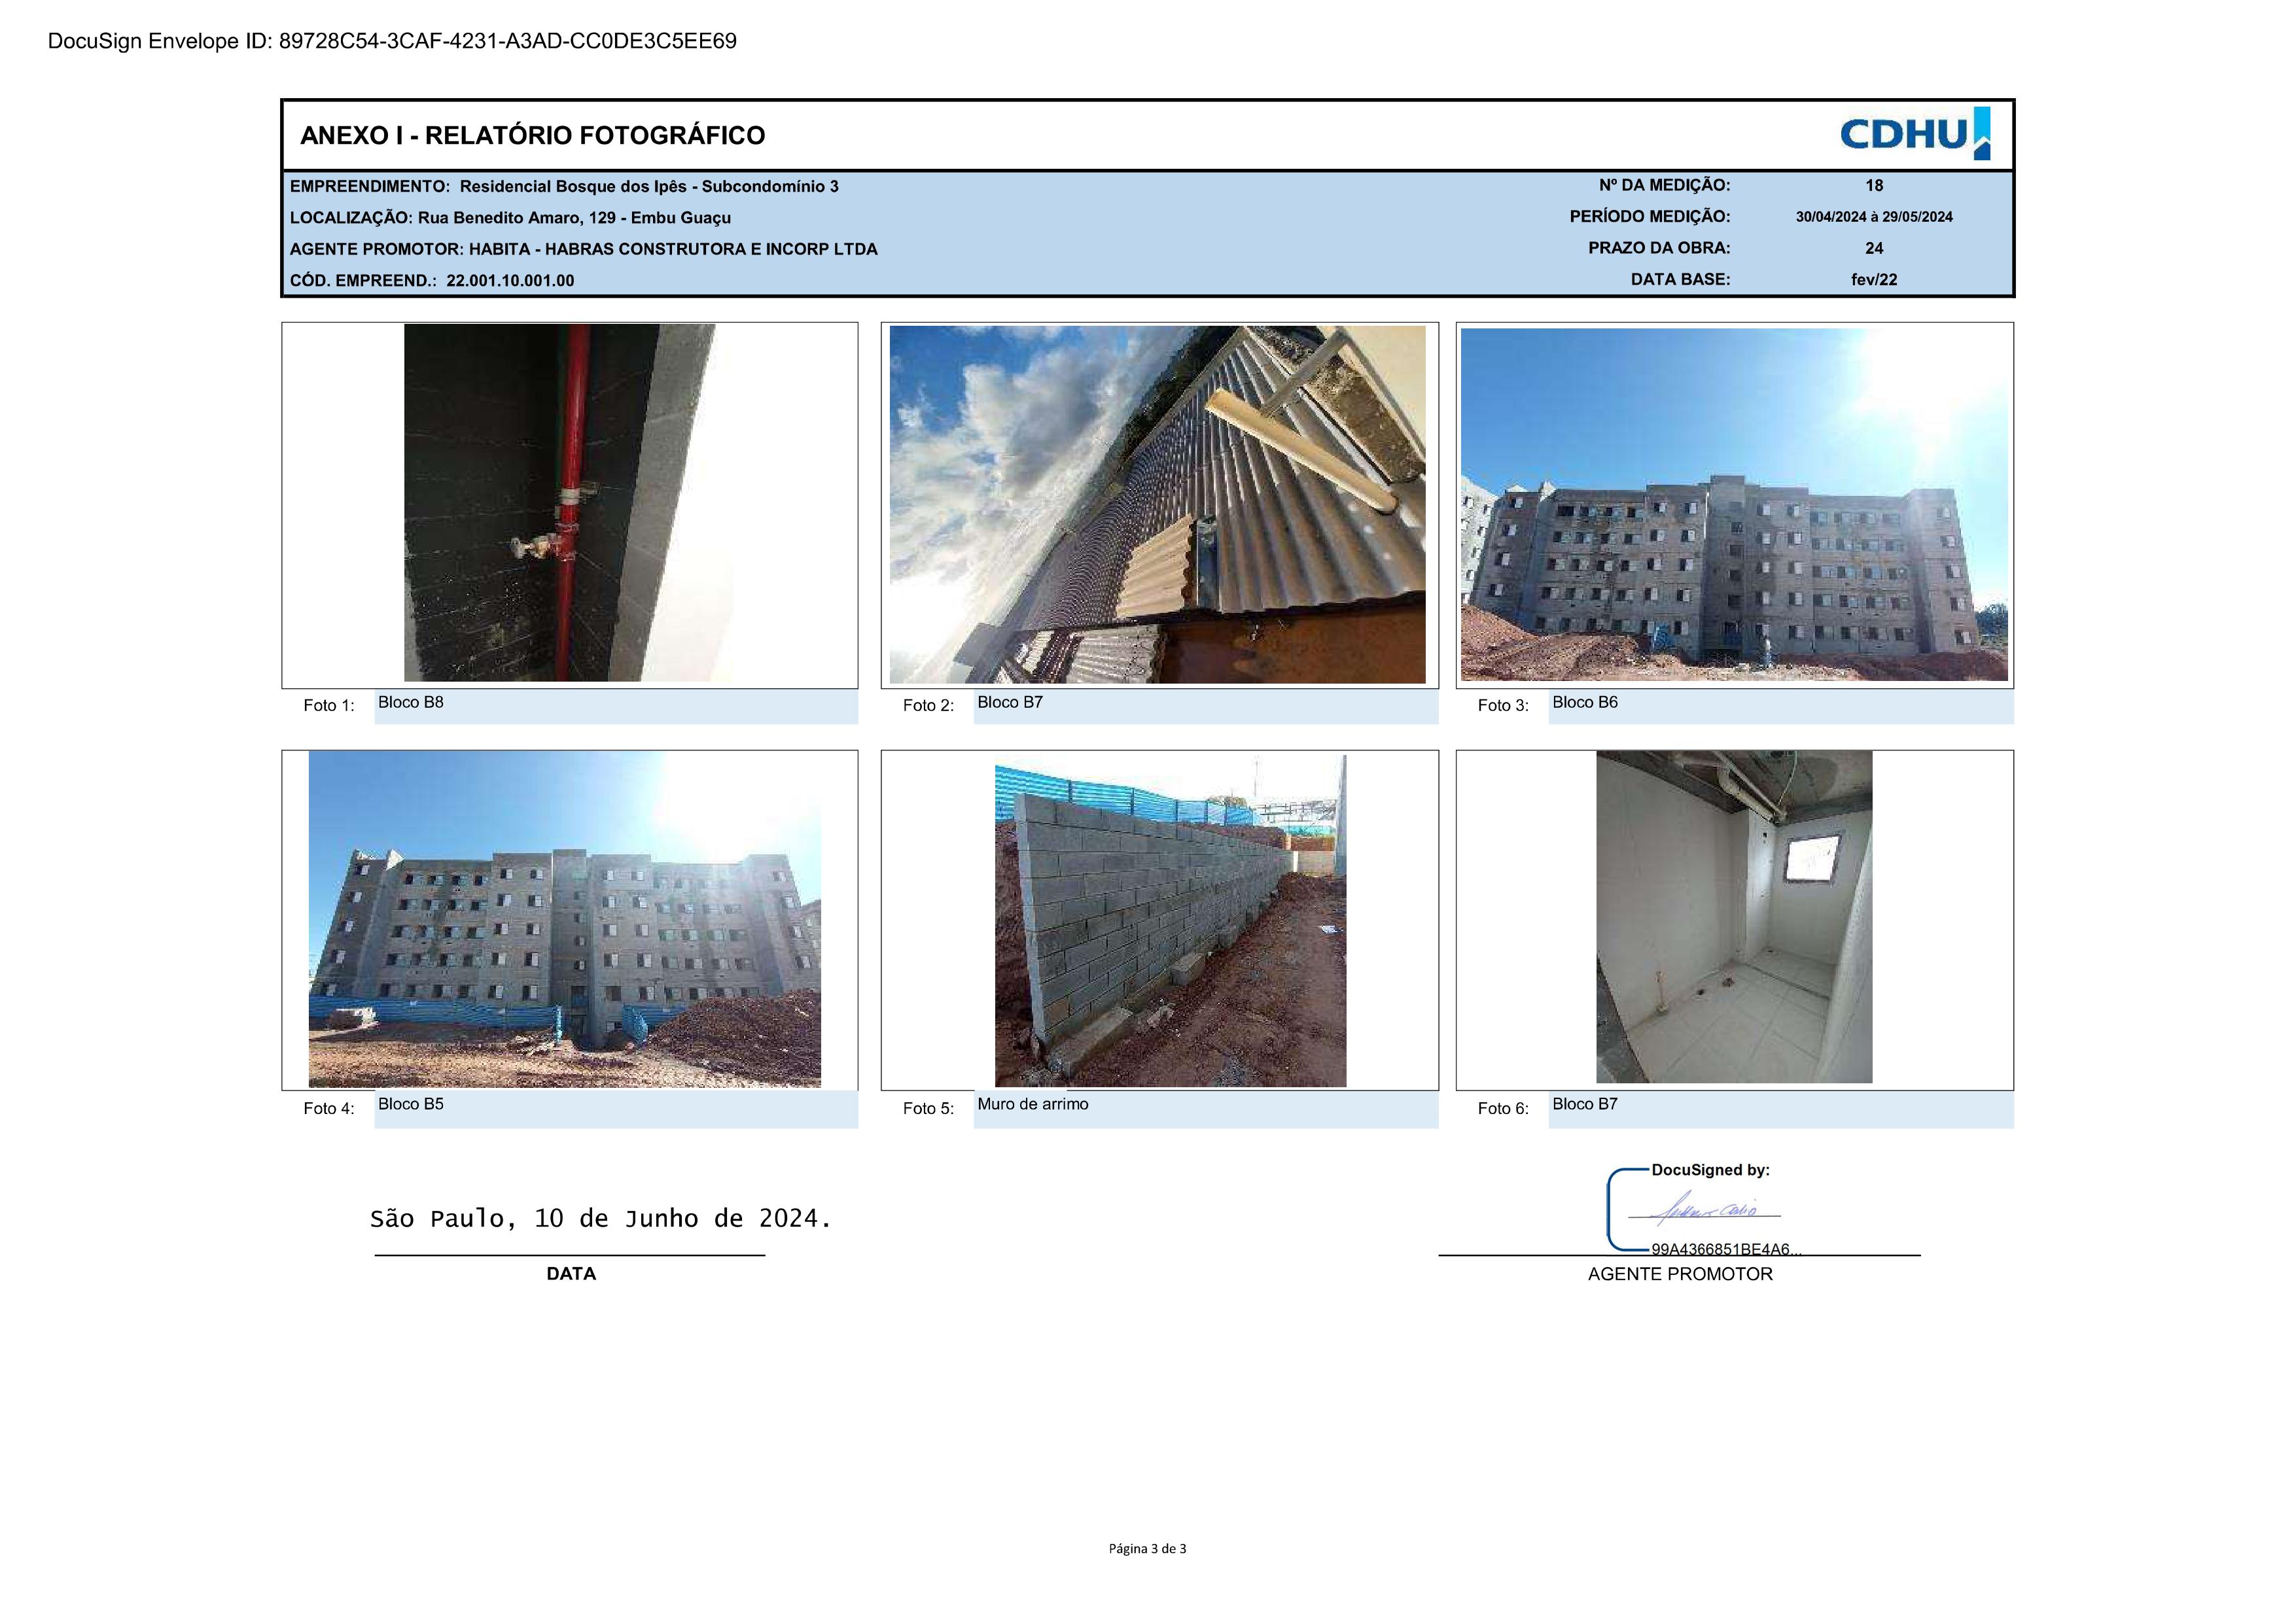 DocuSign Envelope ID: 89728C54-3CAF-4231-A3AD-CC0DE3C5EE69
ANEXO I - RELATÓRIO FOTOGRÁFICO
CDHU
EMPREENDIMENTO: Residencial Bosque dos Ipês - Subcondomínio 3
Nº DA MEDIÇÃO: 18
LOCALIZAÇÃO: Rua Benedito Amaro, 129 - Embu Guaçu
PERÍODO MEDIÇÃO: 30/04/2024 à 29/05/2024
AGENTE PROMOTOR: HABITA - HABRAS CONSTRUTORA E INCORP LTDA
PRAZO DA OBRA: 24
CÓD. EMPREEND.: 22.001.10.001.00
DATA BASE: fev/22
Foto 1: Bloco B8
Foto 2: Bloco B7
Foto 3: Bloco B6
Foto 4: Bloco B5
Foto 5: Muro de arrimo
Foto 6: Bloco B7
DocuSigned by:
São Paulo, 10 de Junho de 2024.
99A4366851BE4A6...
DATA
AGENTE PROMOTOR
Página 3 de 3